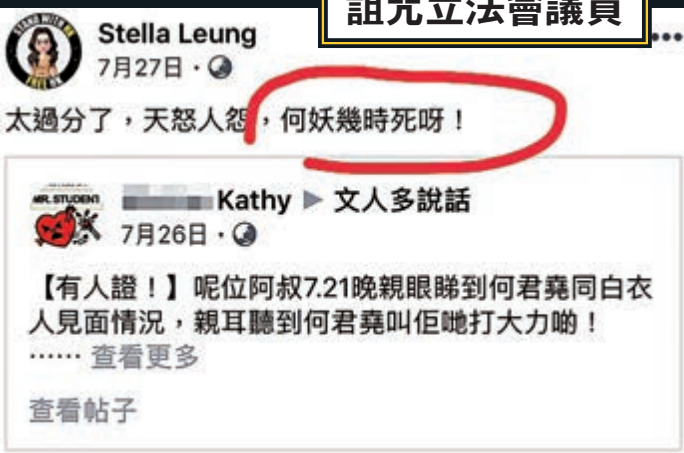 詛咒立法會議員
Stella Leung
7月27日
太過分了，天怒人怨，何妖幾時死呀！
MR. STUDENT
Kathy ▶ 文人多說話
7月26日
【有人證！】呢位阿叔7.21晚親眼睇到何君堯同白衣
人見面情況，親耳聽到何君堯叫佢哋打大力啲！
…… 查看更多
查看帖子